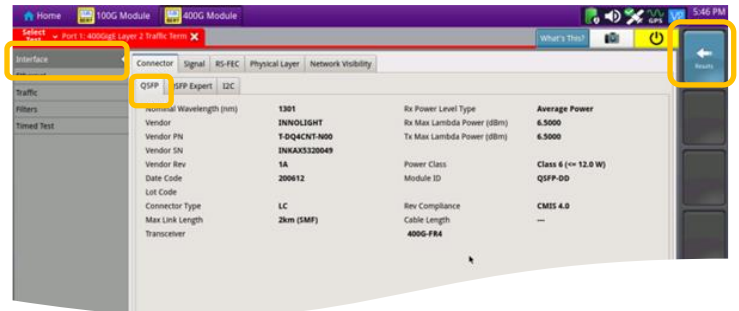 Home 100G Module 400G Module GPS 5:46 PM
Select Test Port 1: 400GigE Layer 2 Traffic Term What's This?
Interface Connector Signal RS-FEC Physical Layer Network Visibility Results
Ethernet QSFP QSFP Expert I2C
Traffic
Filters
Timed Test
Nominal Wavelength (nm) 1301 Rx Power Level Type Average Power
Vendor INNOLIGHT Rx Max Lambda Power (dBm) 6.5000
Vendor PN T-DQ4CNT-N00 Tx Max Lambda Power (dBm) 6.5000
Vendor SN INKAX5320049
Vendor Rev 1A Power Class Class 6 (<= 12.0 W)
Date Code 200612 Module ID QSFP-DD
Lot Code
Connector Type LC Rev Compliance CMIS 4.0
Max Link Length 2km (SMF) Cable Length —
Transceiver 400G-FR4